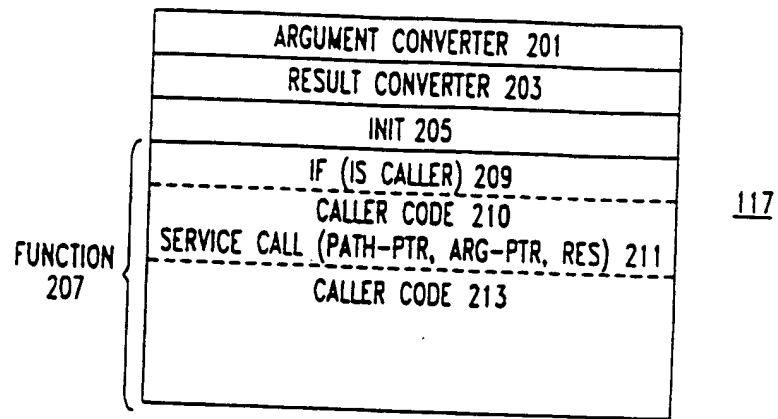 ARGUMENT CONVERTER 201
RESULT CONVERTER 203
INIT 205
IF (IS CALLER) 209
CALLER CODE 210
SERVICE CALL (PATH-PTR, ARG-PTR, RES) 211
CALLER CODE 213
FUNCTION
207
117